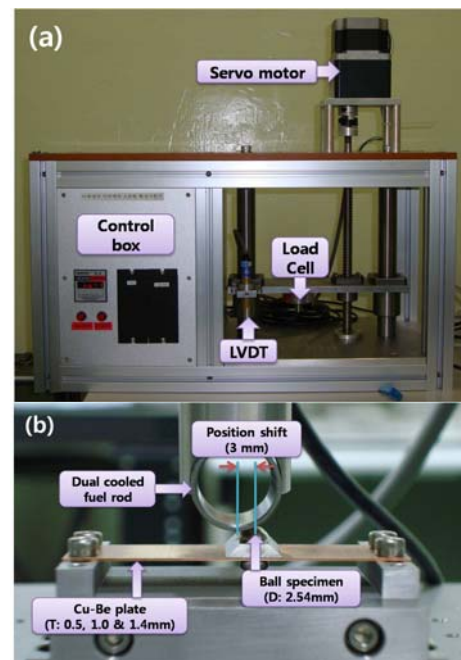 (a)
Servo motor
Control
box
Load
Cell
LVDT
(b)
Position shift
(3 mm)
Dual cooled
fuel rod
Ball specimen
(D: 2.54mm)
Cu-Be plate
(T: 0.5, 1.0 & 1.4mm)